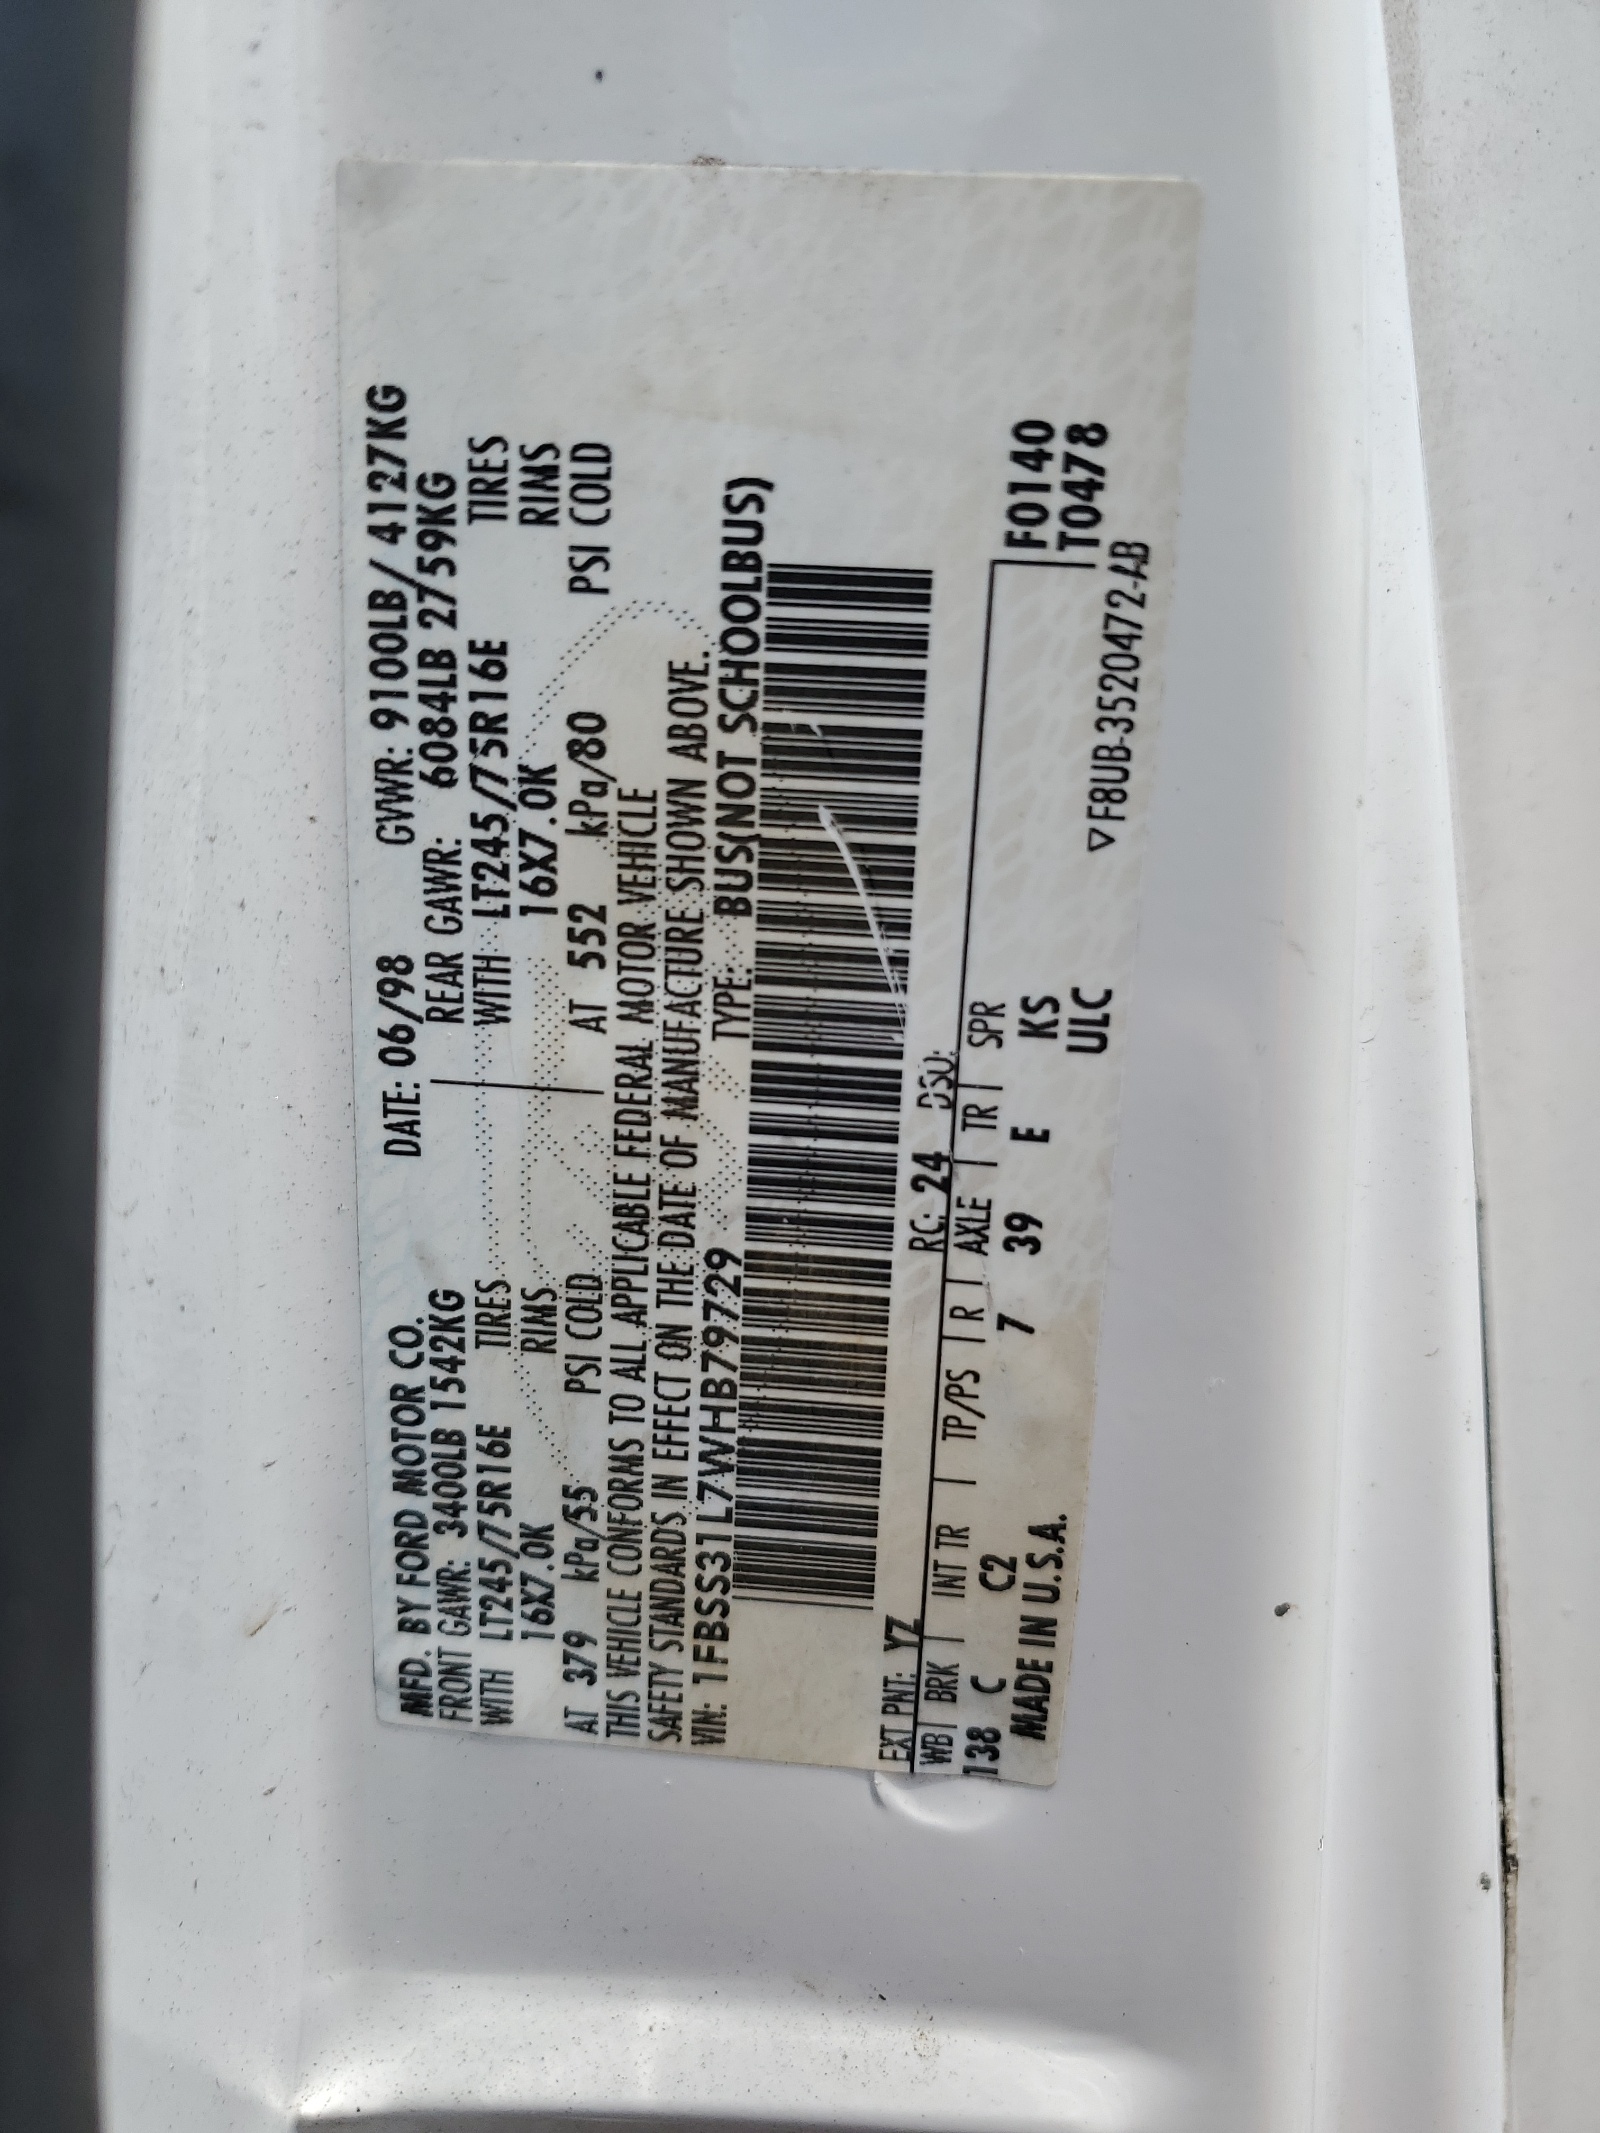 MFD. BY FORD MOTOR CO. DATE: 06/98 GVWR: 9100LB/ 4127KG
FRONT GAWR: 3400LB 1542KG REAR GAWR: 6084LB 2759KG
WITH LT245/75R16E TIRES WITH LT245/75R16E TIRES
16X7.0K RIMS 16X7.0K RIMS
AT 379 kPa/55 PSI COLD AT 552 kPa/80 PSI COLD
THIS VEHICLE CONFORMS TO ALL APPLICABLE FEDERAL MOTOR VEHICLE
SAFETY STANDARDS IN EFFECT ON THE DATE OF MANUFACTURE SHOWN ABOVE.
VIN: 1FBSS31L7WHB79729 TYPE: BUS(NOT SCHOOLBUS)
EXT PNT: YZ RC: 24 DSO:
WB | BRK | INT TR | TP/PS | R | AXLE | TR | SPR F0140
138 C C2 7 39 E KS T0478
MADE IN U.S.A. ULC
▽F8UB-3520472-AB